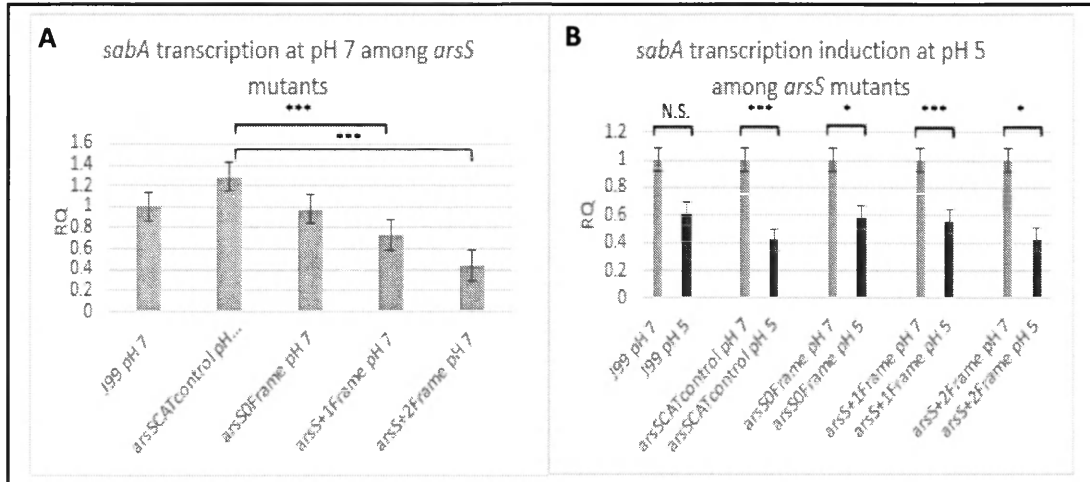 A
sabA transcription at pH 7 among arsS
mutants
***
***
1.6
1.4
1.2
1
0.8
0.6
0.4
0.2
0
RQ
J99 pH 7
arsSCATcontrol pH...
arsS0Frame pH 7
arsS+1Frame pH 7
arsS+2Frame pH 7
B
sabA transcription induction at pH 5
among arsS mutants
N.S.
***
*
***
*
1.2
1
0.8
0.6
0.4
0.2
0
RQ
J99 pH 7
J99 pH 5
arsSCATcontrol pH 7
arsSCATcontrol pH 5
arsS0Frame pH 7
arsS0Frame pH 5
arsS+1Frame pH 7
arsS+1Frame pH 5
arsS+2Frame pH 7
arsS+2Frame pH 5